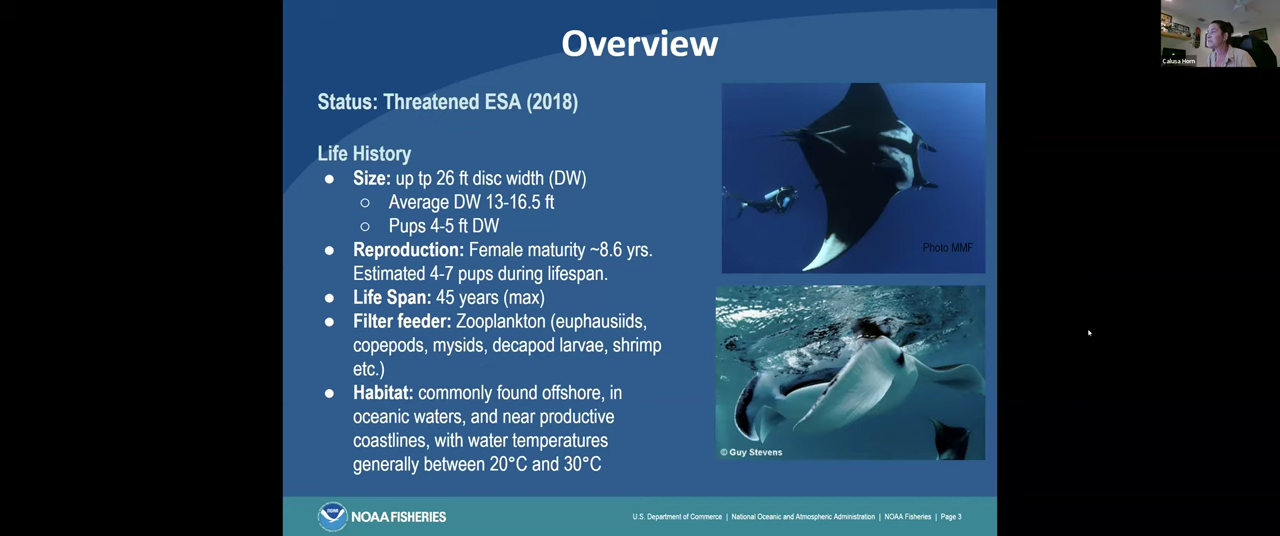 Overview
Status: Threatened ESA (2018)
Life History
● Size: up tp 26 ft disc width (DW)
○ Average DW 13-16.5 ft
○ Pups 4-5 ft DW
● Reproduction: Female maturity ~8.6 yrs.
Estimated 4-7 pups during lifespan.
● Life Span: 45 years (max)
● Filter feeder: Zooplankton (euphausiids,
copepods, mysids, decapod larvae, shrimp
etc.)
● Habitat: commonly found offshore, in
oceanic waters, and near productive
coastlines, with water temperatures
generally between 20°C and 30°C
Photo MMF
© Guy Stevens
Calusa Horn
NOAA FISHERIES
U.S. Department of Commerce | National Oceanic and Atmospheric Administration | NOAA Fisheries | Page 3